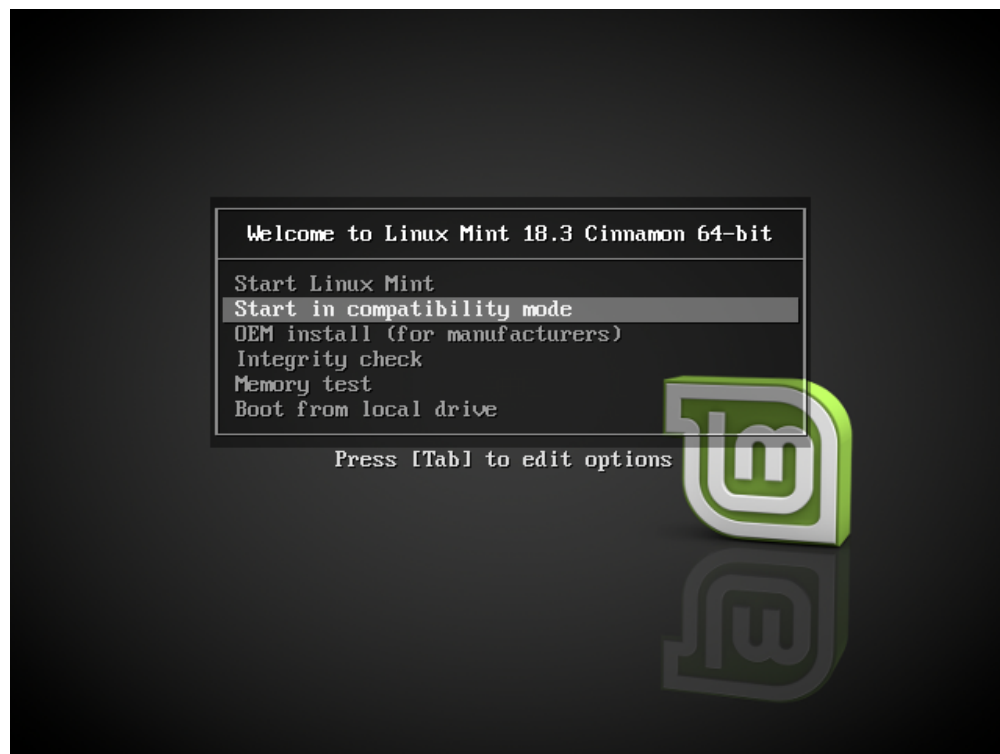 Welcome to Linux Mint 18.3 Cinnamon 64-bit
Start Linux Mint
Start in compatibility mode
OEM install (for manufacturers)
Integrity check
Memory test
Boot from local drive
Press [Tab] to edit options